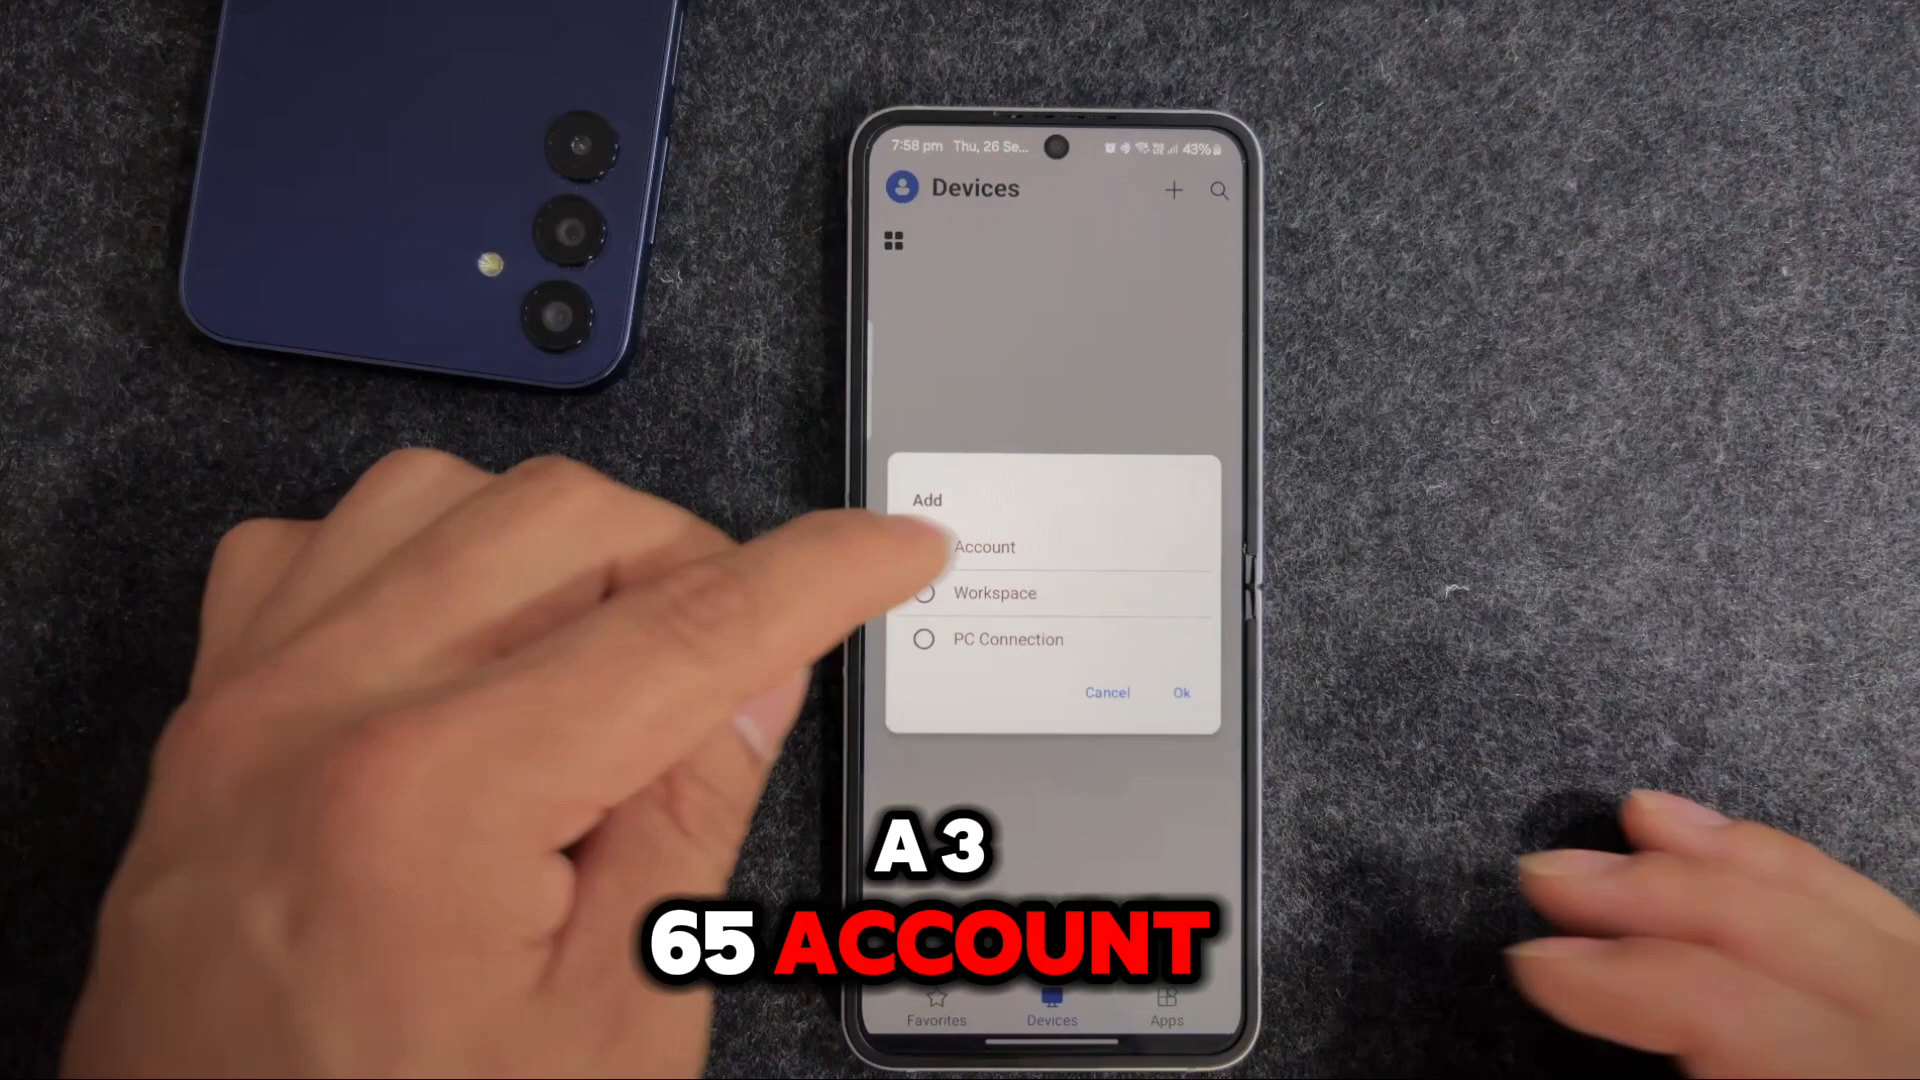 7:58 pm Thu, 26 Se... 43%
Devices
Add
Account
Workspace
PC Connection
Cancel Ok
A 3
65 ACCOUNT
Favorites Devices Apps